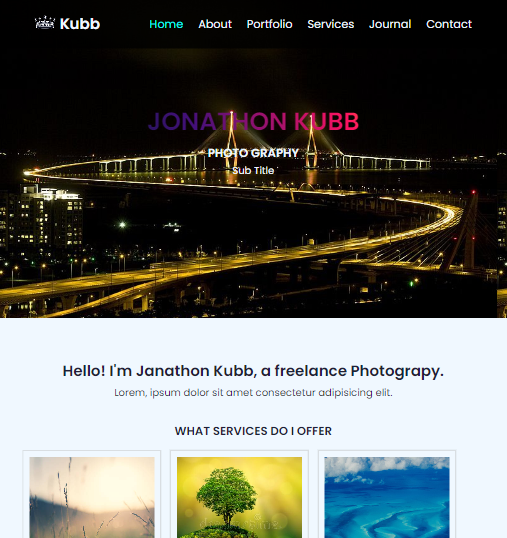 Kubb Home About Portfolio Services Journal Contact
JONATHON KUBB
PHOTO GRAPHY
Sub Title
Hello! I'm Janathon Kubb, a freelance Photograpy.
Lorem, ipsum dolor sit amet consectetur adipisicing elit.
WHAT SERVICES DO I OFFER